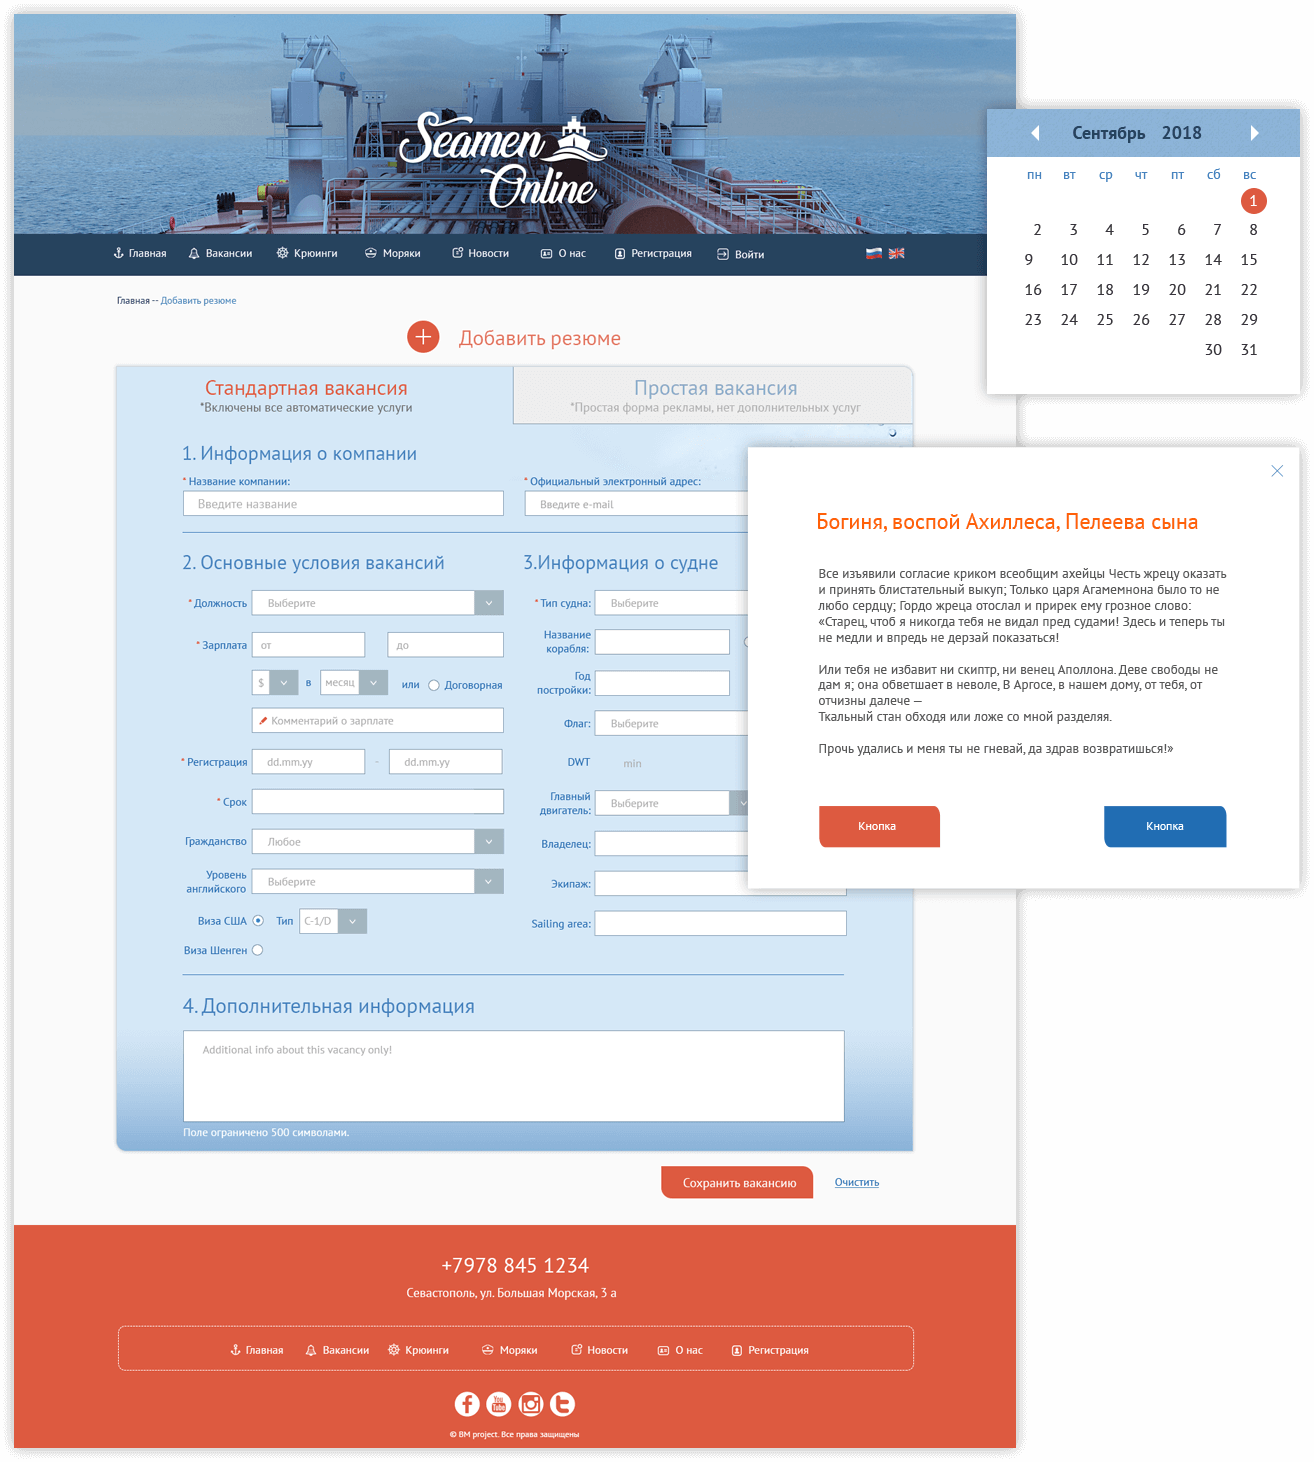 Seamen
Online
Главная Вакансии Крюинги Моряки Новости О нас Регистрация Войти
Главная -- Добавить резюме
Добавить резюме
Стандартная вакансия
*Включены все автоматические услуги
Простая вакансия
*Простая форма рекламы, нет дополнительных услуг
1. Информация о компании
* Название компании:
Введите название
* Официальный электронный адрес:
Введите e-mail
2. Основные условия вакансий
* Должность Выберите
* Зарплата от до
$ в месяц или Договорная
Комментарий о зарплате
* Регистрация dd.mm.yy - dd.mm.yy
* Срок
Гражданство Любое
Уровень
английского Выберите
Виза США Тип C-1/D
Виза Шенген
3.Информация о судне
* Тип судна: Выберите
Название
корабля:
Год
постройки:
Флаг: Выберите
DWT min
Главный
двигатель: Выберите
Владелец:
Экипаж:
Sailing area:
4. Дополнительная информация
Additional info about this vacancy only!
Поле ограничено 500 символами.
Сохранить вакансию Очистить
+7978 845 1234
Севастополь, ул. Большая Морская, 3 а
Главная Вакансии Крюинги Моряки Новости О нас Регистрация
You
Tube
© BM project. Все права защищены
Сентябрь 2018
пн вт ср чт пт сб вс
1
2 3 4 5 6 7 8
9 10 11 12 13 14 15
16 17 18 19 20 21 22
23 24 25 26 27 28 29
30 31
Богиня, воспой Ахиллеса, Пелеева сына
Все изъявили согласие криком всеобщим ахейцы Честь жрецу оказать
и принять блистательный выкуп; Только царя Агамемнона было то не
любо сердцу; Гордо жреца отослал и прирек ему грозное слово:
«Старец, чтоб я никогда тебя не видал пред судами! Здесь и теперь ты
не медли и впредь не дерзай показаться!
Или тебя не избавит ни скиптр, ни венец Аполлона. Деве свободы не
дам я; она обветшает в неволе, В Аргосе, в нашем дому, от тебя, от
отчизны далече —
Ткальный стан обходя или ложе со мной разделяя.
Прочь удались и меня ты не гневай, да здрав возвратишься!»
Кнопка Кнопка